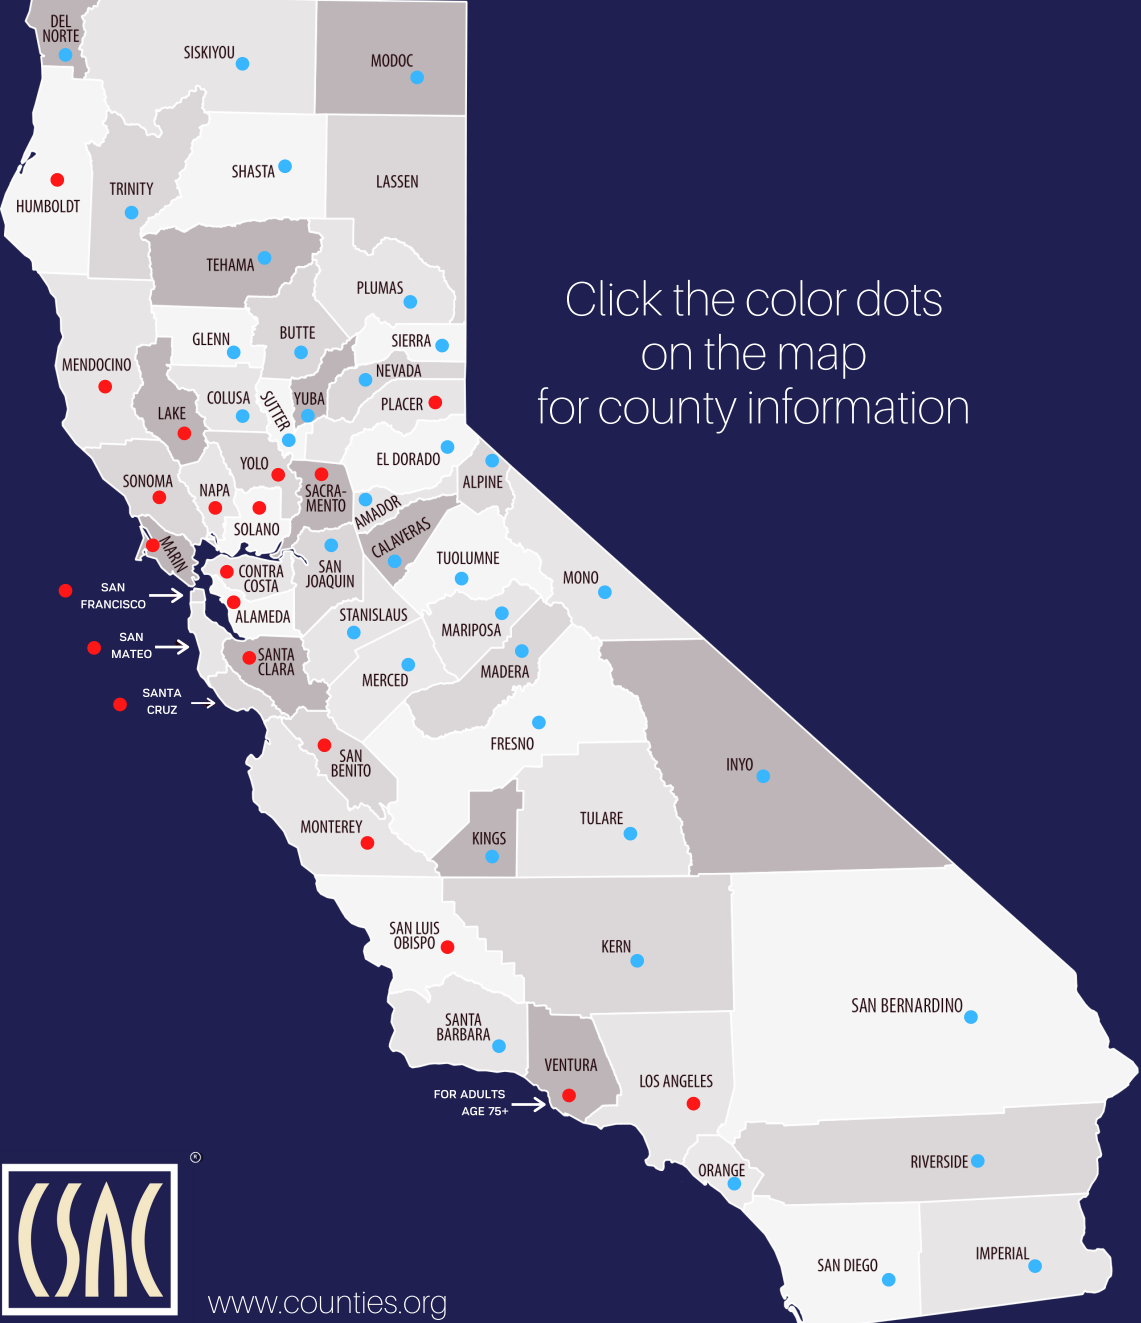 DEL
NORTE
SISKIYOU
MODOC
SHASTA
LASSEN
TRINITY
HUMBOLDT
TEHAMA
PLUMAS
Click the color dots
on the map
for county information
GLENN
BUTTE
SIERRA
MENDOCINO
NEVADA
COLUSA
SUTTER
YUBA
PLACER
LAKE
YOLO
EL DORADO
ALPINE
SONOMA
NAPA
SACRA-
MENTO
AMADOR
SOLANO
CALAVERAS
MARIN
TUOLUMNE
CONTRA
COSTA
SAN
JOAQUIN
MONO
SAN
FRANCISCO
ALAMEDA
STANISLAUS
MARIPOSA
SAN
MATEO
SANTA
CLARA
MADERA
MERCED
SANTA
CRUZ
FRESNO
SAN
BENITO
INYO
TULARE
MONTEREY
KINGS
SAN LUIS
OBISPO
KERN
SAN BERNARDINO
SANTA
BARBARA
VENTURA
LOS ANGELES
FOR ADULTS
AGE 75+
ORANGE
RIVERSIDE
®
CSAC
SAN DIEGO
IMPERIAL
www.counties.org